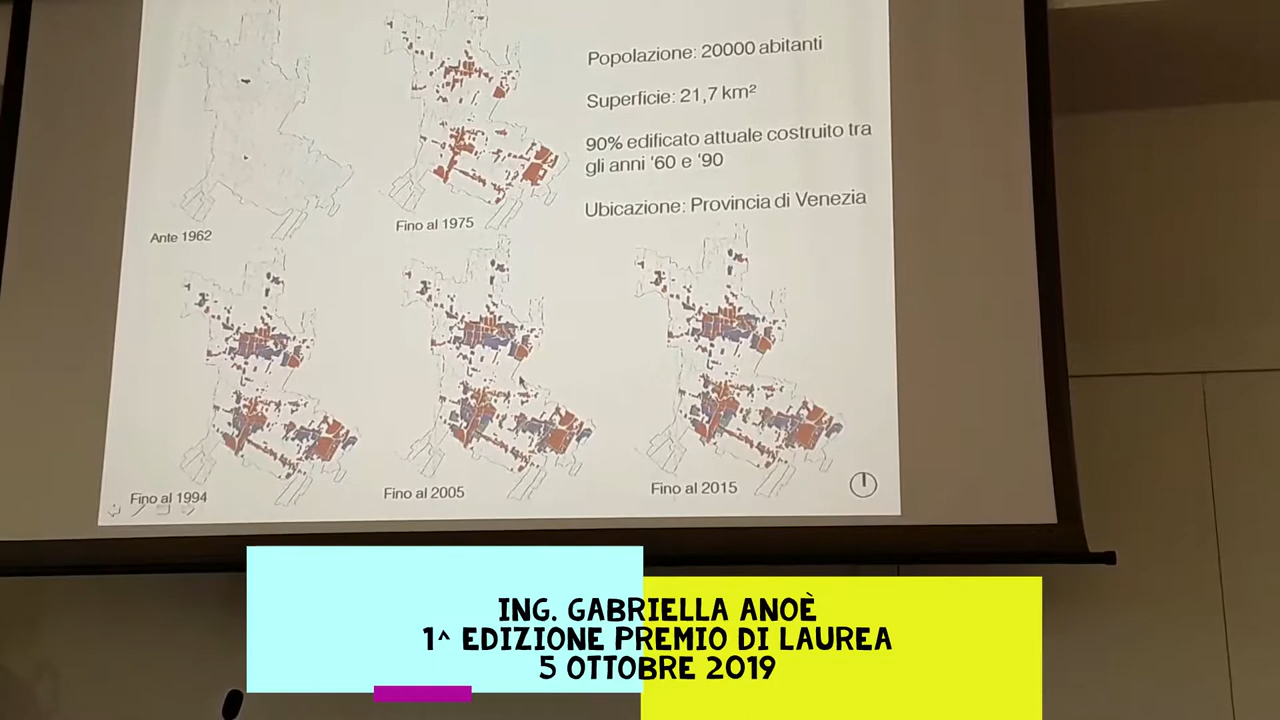 Popolazione: 20000 abitanti
Superficie: 21,7 km²
90% edificato attuale costruito tra
gli anni '60 e '90
Ubicazione: Provincia di Venezia
Ante 1962
Fino al 1975
Fino al 1994
Fino al 2005
Fino al 2015
ING. GABRIELLA ANOÈ
1^ EDIZIONE PREMIO DI LAUREA
5 OTTOBRE 2019